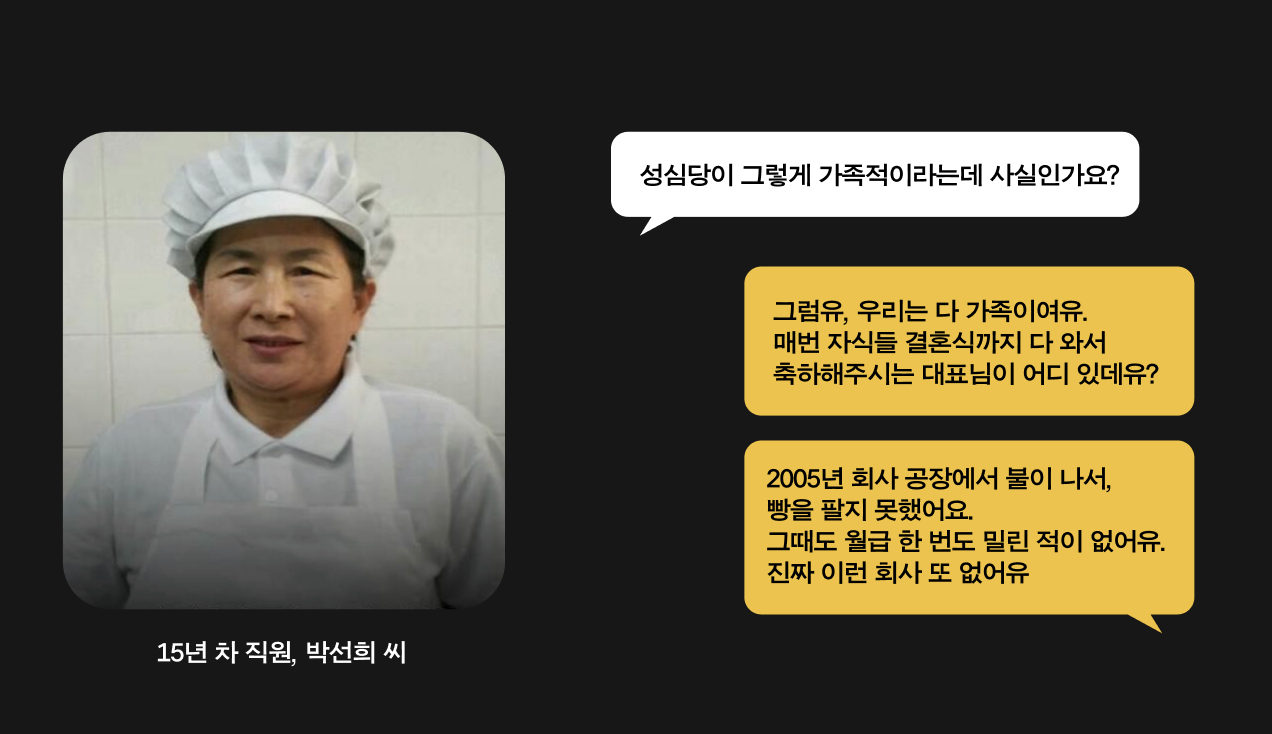 성심당이 그렇게 가족적이라는데 사실인가요?
그럼유, 우리는 다 가족이여유.
매번 자식들 결혼식까지 다 와서
축하해주시는 대표님이 어디 있데유?
2005년 회사 공장에서 불이 나서,
빵을 팔지 못했어요.
그때도 월급 한 번도 밀린 적이 없어유.
진짜 이런 회사 또 없어유
15년 차 직원, 박선희 씨